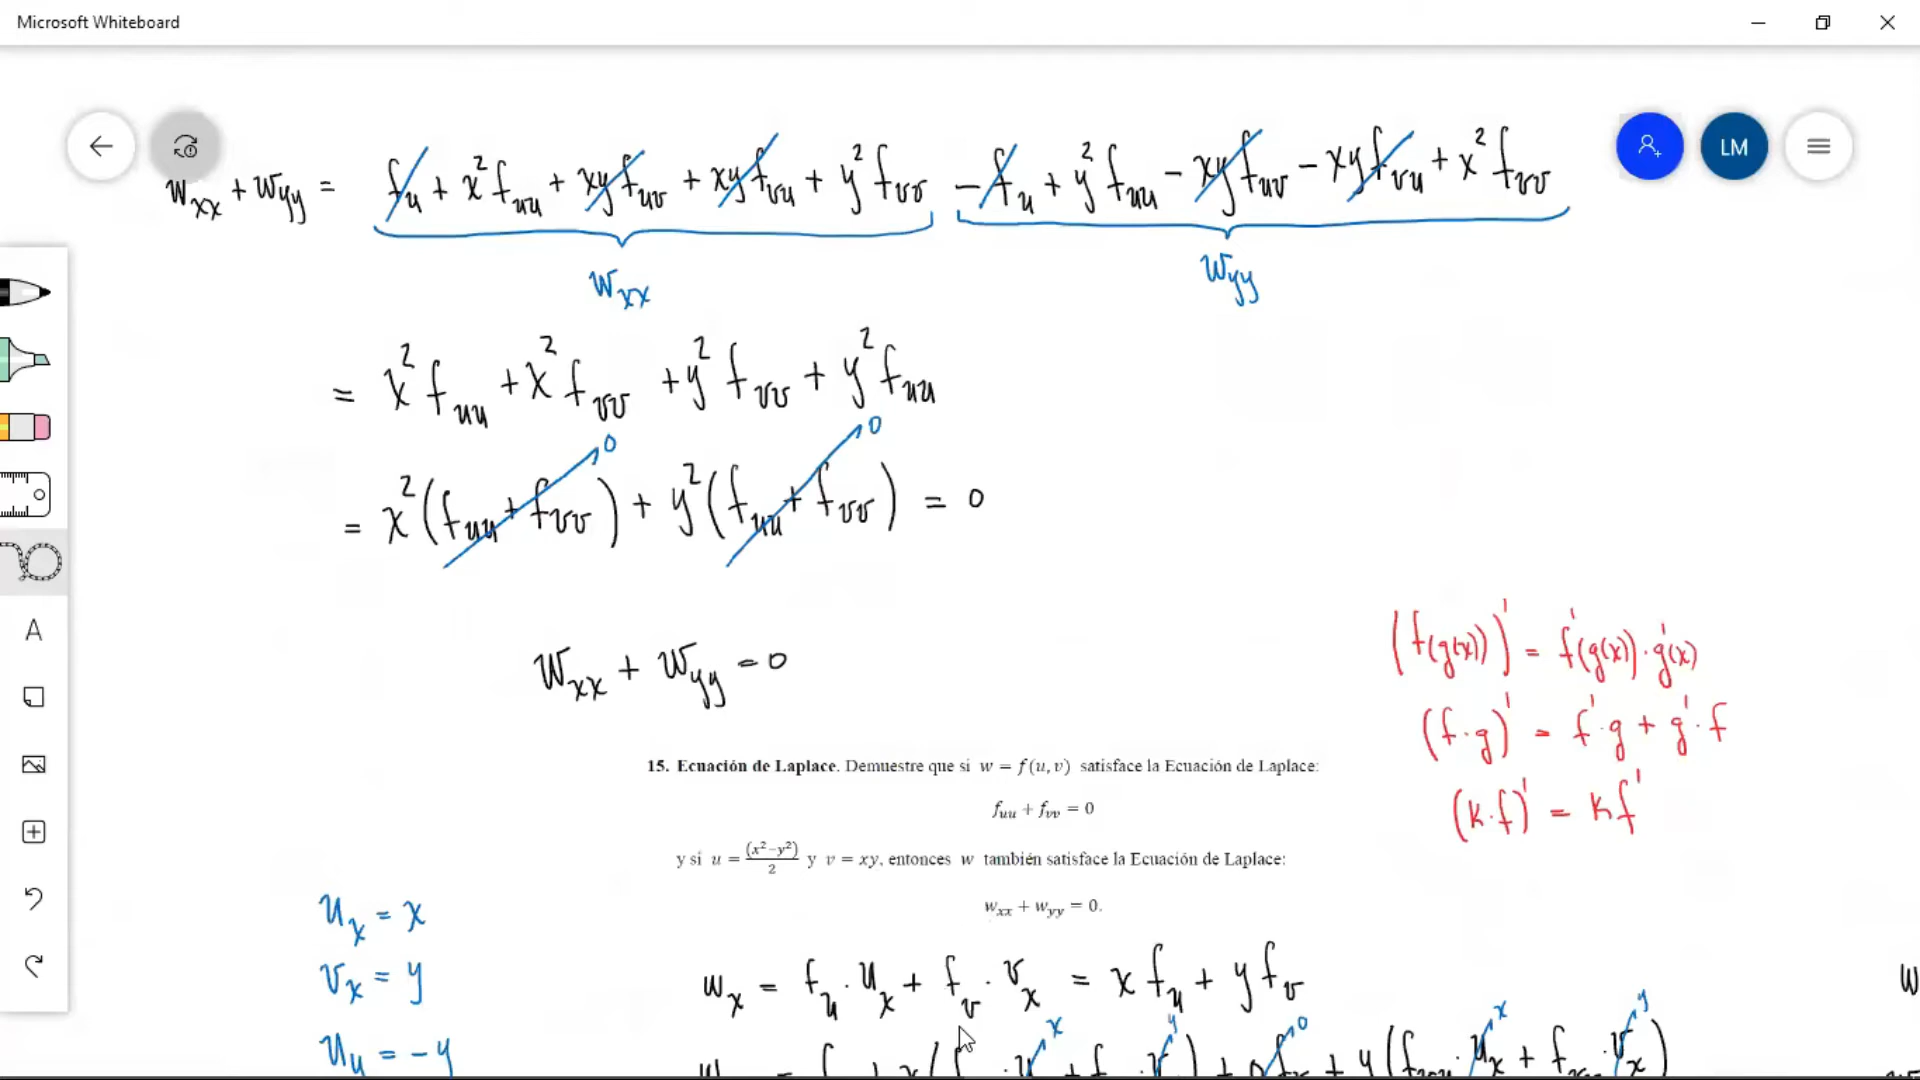 Microsoft Whiteboard
LM
w_xx + w_yy = f_u + x² f_uu + xy f_uv + xy f_vu + y² f_vv - f_u + y² f_uu - xy f_uv - xy f_vu + x² f_vv
w_xx
w_yy
= x² f_uu + x² f_vv + y² f_vv + y² f_uu
0 0
= x² (f_uu + f_vv) + y² (f_uu + f_vv) = 0
w_xx + w_yy = 0
(f(g(x)))' = f'(g(x)) · g'(x)
(f · g)' = f' · g + g' · f
(k · f)' = k f'
15. Ecuación de Laplace. Demuestre que si w = f(u, v) satisface la Ecuación de Laplace:
f_uu + f_vv = 0
y si u = (x²−y²)/2 y v = xy, entonces w también satisface la Ecuación de Laplace:
w_xx + w_yy = 0.
u_x = x
v_x = y
u_y = -y
w_x = f_u · u_x + f_v · v_x = x f_u + y f_v
w
x y 0 x y
A